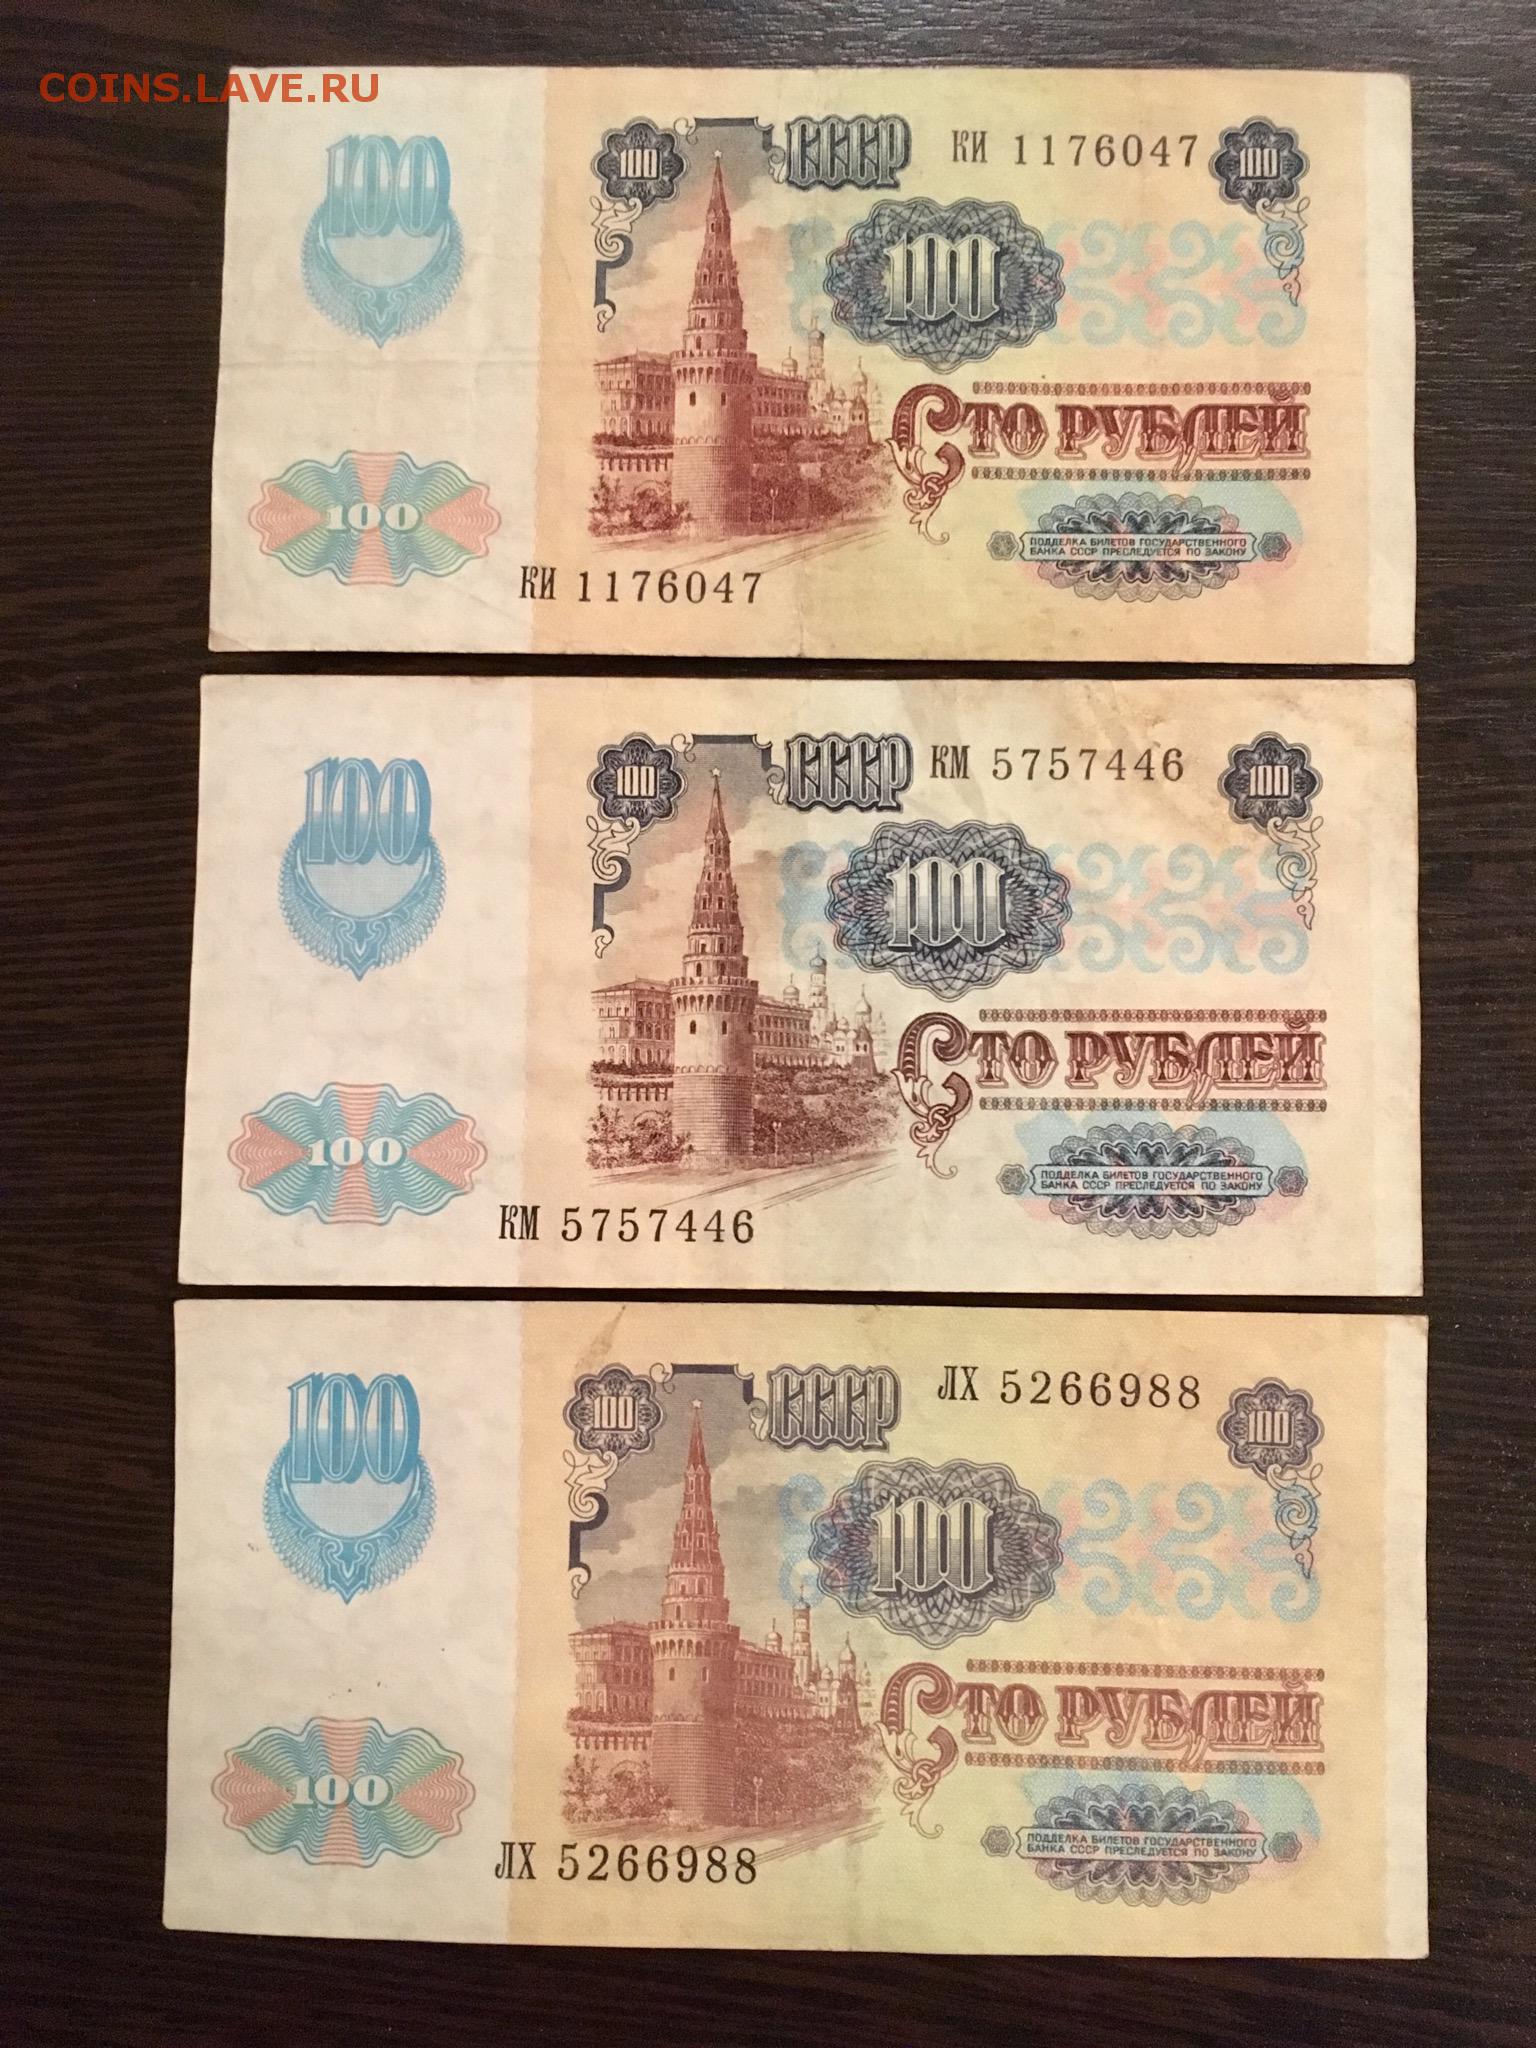 COINS.LAVE.RU
100
100
СССР
КИ 1176047
100
100
СТО РУБЛЕЙ
100
ПОДДЕЛКА БИЛЕТОВ ГОСУДАРСТВЕННОГО
БАНКА СССР ПРЕСЛЕДУЕТСЯ ПО ЗАКОНУ
КИ 1176047
100
100
СССР
КМ 5757446
100
100
СТО РУБЛЕЙ
100
ПОДДЕЛКА БИЛЕТОВ ГОСУДАРСТВЕННОГО
БАНКА СССР ПРЕСЛЕДУЕТСЯ ПО ЗАКОНУ
КМ 5757446
100
100
СССР
ЛХ 5266988
100
100
СТО РУБЛЕЙ
100
ПОДДЕЛКА БИЛЕТОВ ГОСУДАРСТВЕННОГО
БАНКА СССР ПРЕСЛЕДУЕТСЯ ПО ЗАКОНУ
ЛХ 5266988